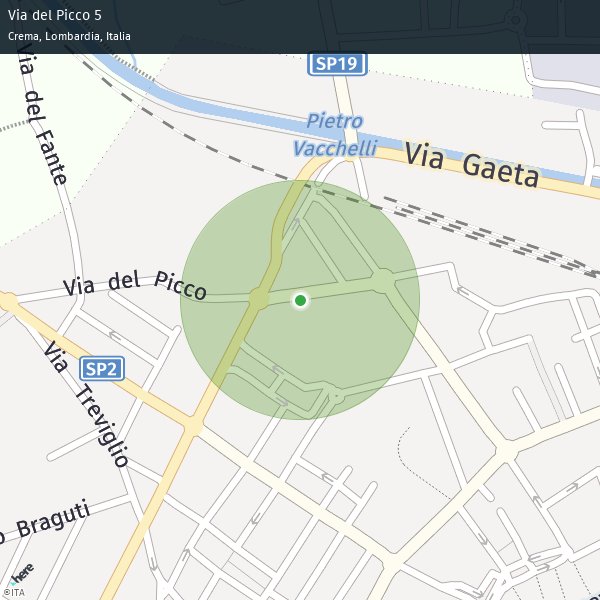 Via del Picco 5
Crema, Lombardia, Italia
Via del Fante
SP19
Pietro
Vacchelli
Via Gaeta
Via del Picco
SP2
Via Treviglio
o Braguti
here
©ITA